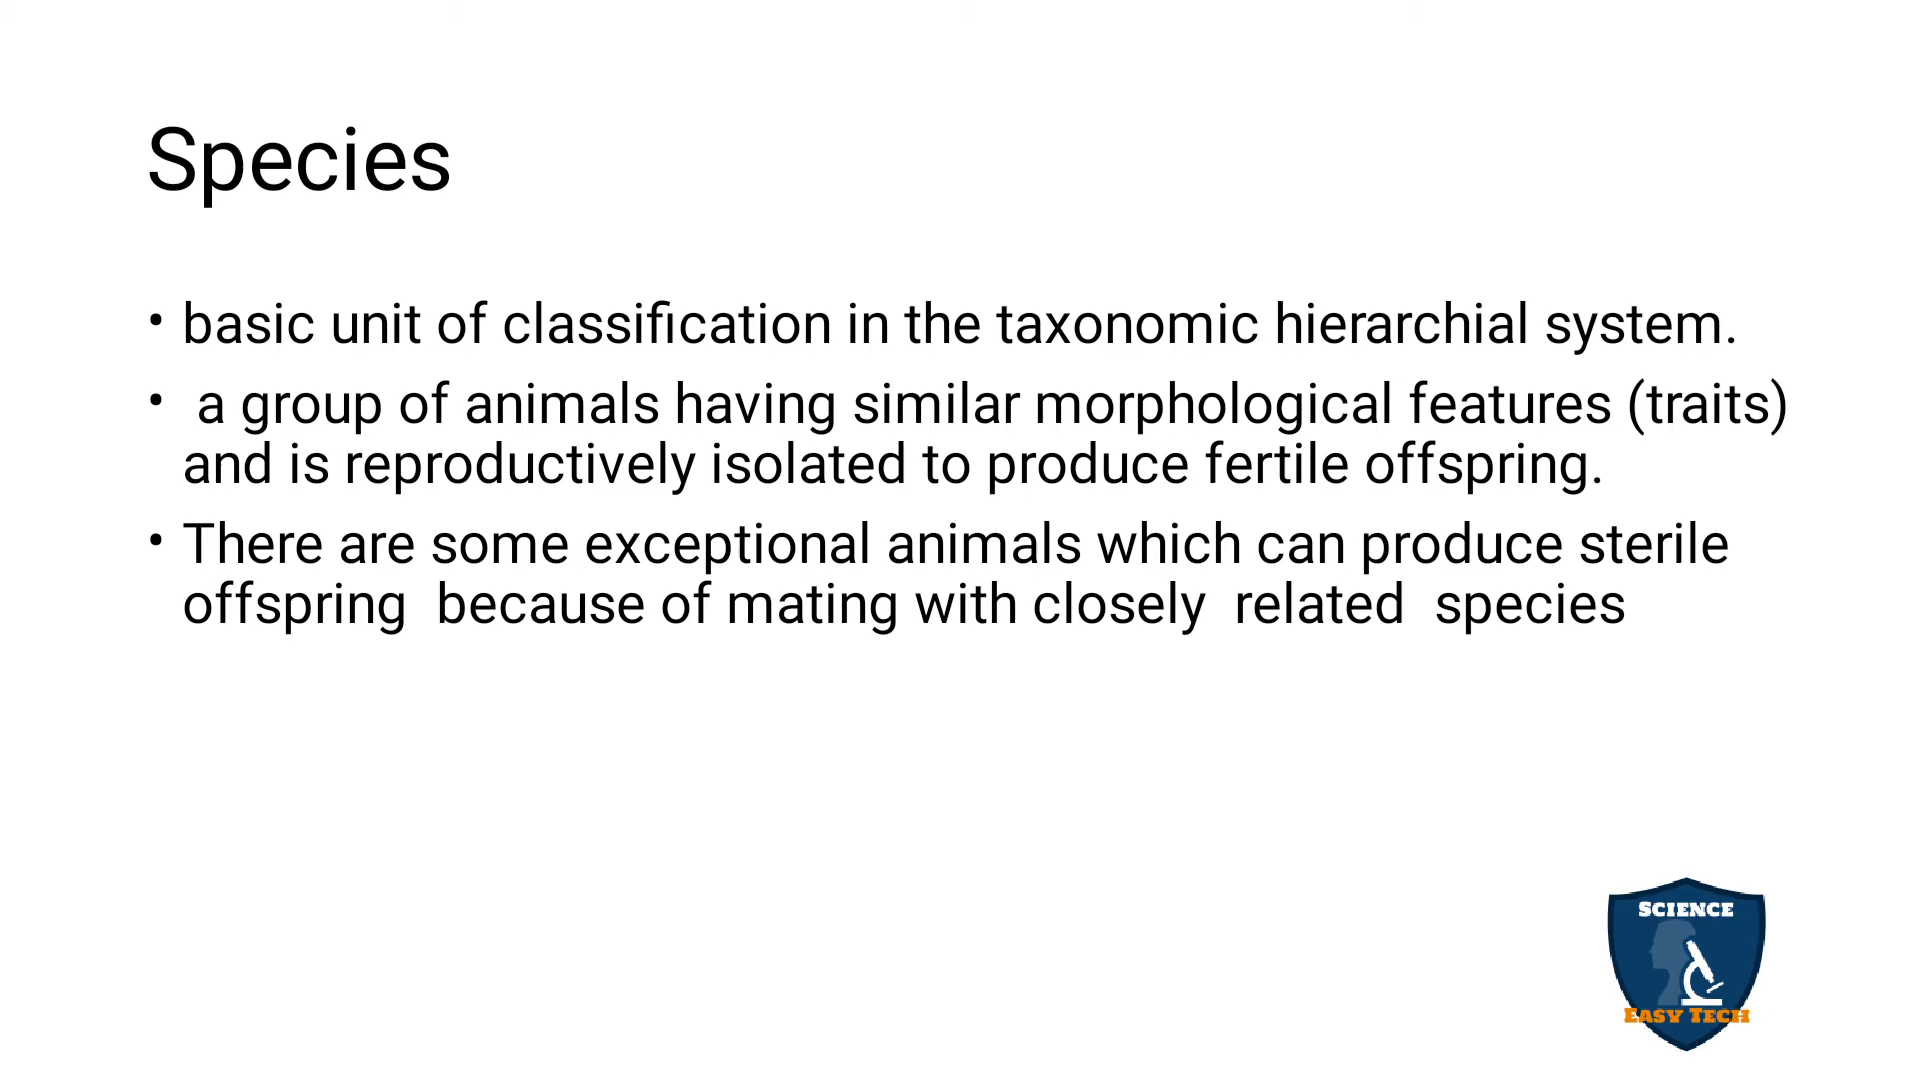 Species
• basic unit of classification in the taxonomic hierarchial system.
• a group of animals having similar morphological features (traits)
and is reproductively isolated to produce fertile offspring.
• There are some exceptional animals which can produce sterile
offspring  because of mating with closely  related  species
SCIENCE
EASY TECH